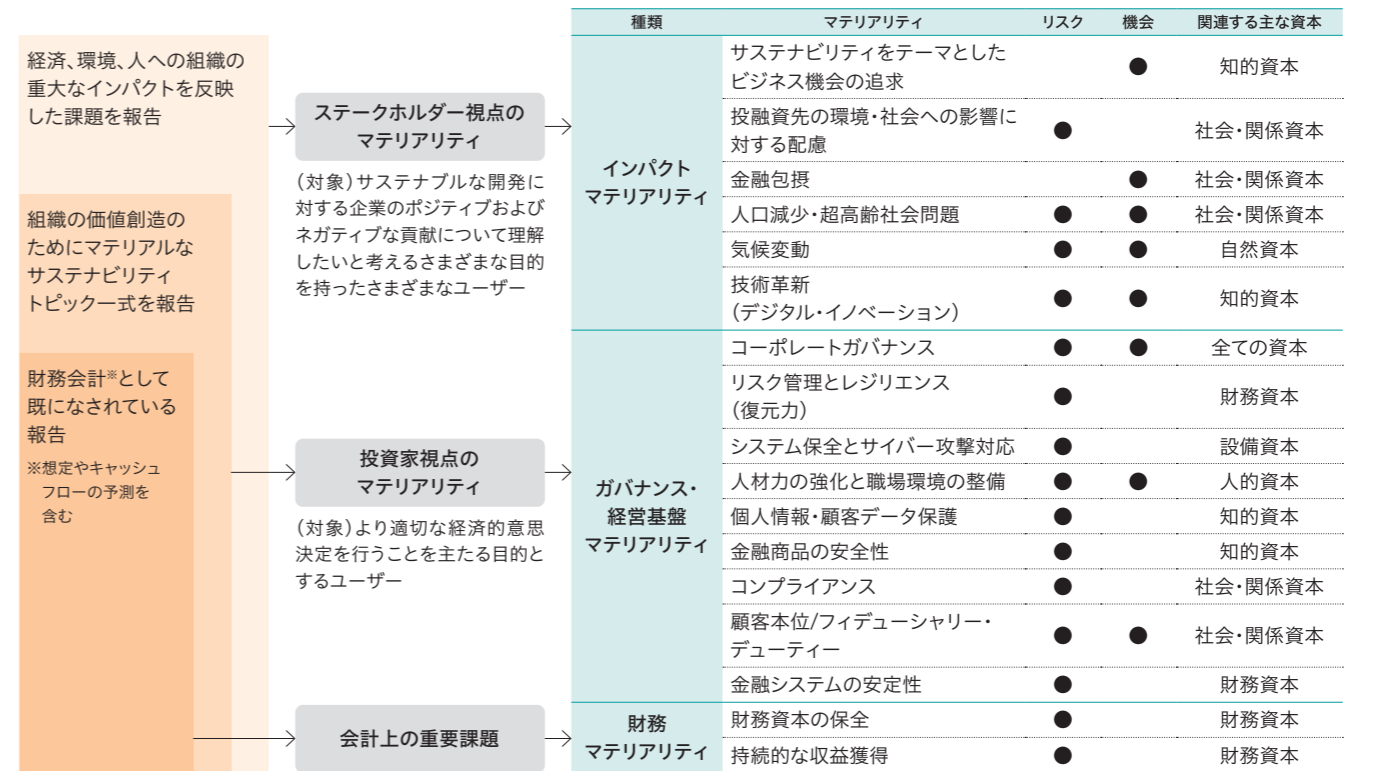 経済、環境、人への組織の
重大なインパクトを反映
した課題を報告
組織の価値創造の
ためにマテリアルな
サステナビリティ
トピック一式を報告
財務会計※として
既になされている
報告
※想定やキャッシュ
フローの予測を
含む
ステークホルダー視点の
マテリアリティ
（対象）サステナブルな開発に
対する企業のポジティブおよび
ネガティブな貢献について理解
したいと考えるさまざまな目的
を持ったさまざまなユーザー
投資家視点の
マテリアリティ
（対象）より適切な経済的意思
決定を行うことを主たる目的と
するユーザー
会計上の重要課題
種類 マテリアリティ リスク 機会 関連する主な資本
インパクト
マテリアリティ
サステナビリティをテーマとした
ビジネス機会の追求
● 知的資本
投融資先の環境・社会への影響に
対する配慮
● 社会・関係資本
金融包摂 ● 社会・関係資本
人口減少・超高齢社会問題 ● ● 社会・関係資本
気候変動 ● ● 自然資本
技術革新
（デジタル・イノベーション）
● ● 知的資本
ガバナンス・
経営基盤
マテリアリティ
コーポレートガバナンス ● ● 全ての資本
リスク管理とレジリエンス
（復元力）
● 財務資本
システム保全とサイバー攻撃対応 ● 設備資本
人材力の強化と職場環境の整備 ● ● 人的資本
個人情報・顧客データ保護 ● 知的資本
金融商品の安全性 ● 知的資本
コンプライアンス ● 社会・関係資本
顧客本位/フィデューシャリー・
デューティー
● ● 社会・関係資本
金融システムの安定性 ● 財務資本
財務
マテリアリティ
財務資本の保全 ● 財務資本
持続的な収益獲得 ● 財務資本